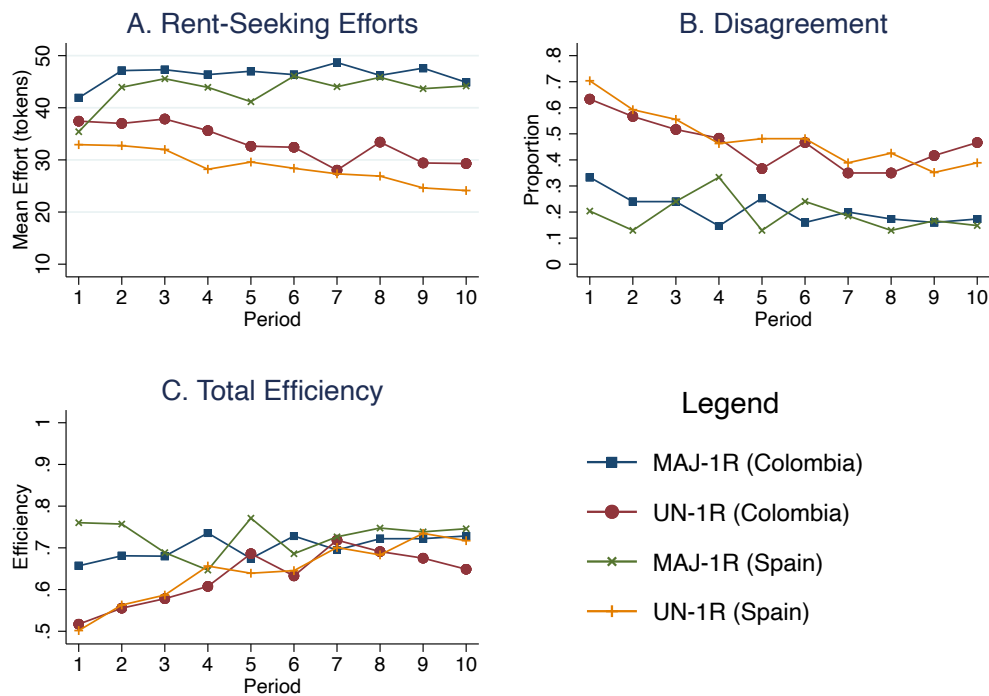 A. Rent-Seeking Efforts
Mean Effort (tokens)
50
40
30
20
10
1 2 3 4 5 6 7 8 9 10
Period
B. Disagreement
Proportion
.8
.7
.6
.5
.4
.3
.2
.1
0
1 2 3 4 5 6 7 8 9 10
Period
C. Total Efficiency
Efficiency
1
.9
.8
.7
.6
.5
1 2 3 4 5 6 7 8 9 10
Period
Legend
MAJ-1R (Colombia)
UN-1R (Colombia)
MAJ-1R (Spain)
UN-1R (Spain)